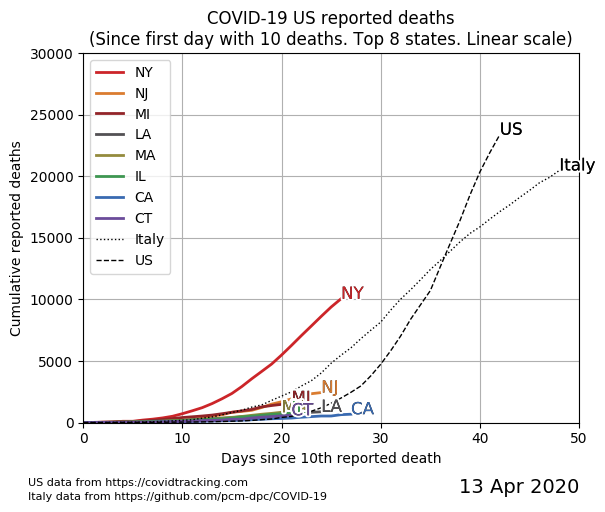 COVID-19 US reported deaths
(Since first day with 10 deaths. Top 8 states. Linear scale)
30000
25000
20000
15000
10000
5000
0
Cumulative reported deaths
NY
NJ
MI
LA
MA
IL
CA
CT
Italy
US
US
Italy
NY
NJ
MI
CT
LA
CA
0 10 20 30 40 50
Days since 10th reported death
US data from https://covidtracking.com
Italy data from https://github.com/pcm-dpc/COVID-19
13 Apr 2020